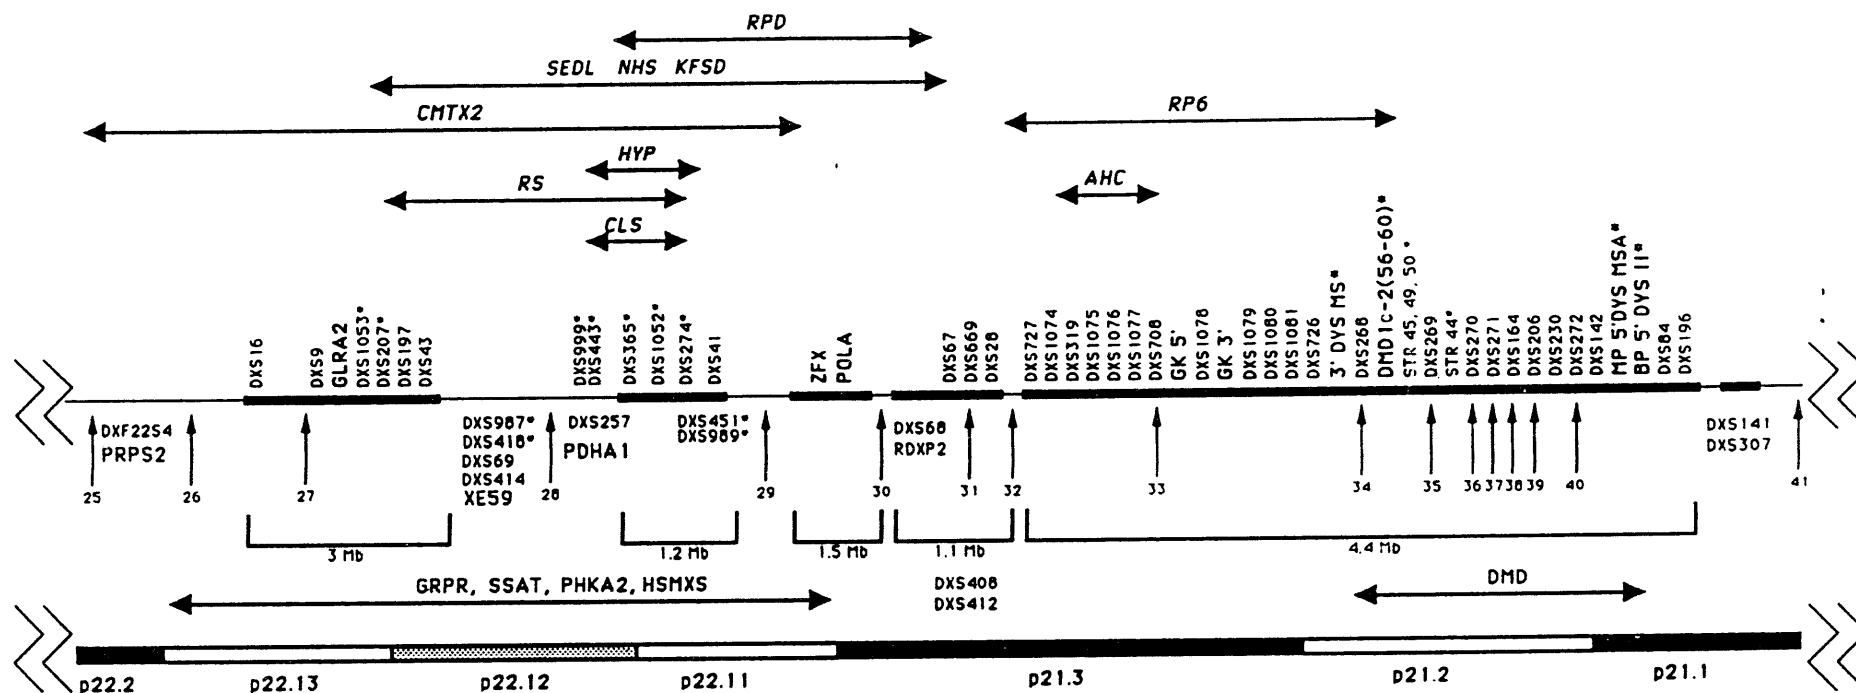 RPD
SEDL NHS KFSD
CMTX2
RP6
HYP
RS
AHC
CLS
DXS16
DXS9
GLRA2
DXS1053*
DXS207*
DXS197
DXS43
DXS999*
DXS443*
DXS365*
DXS1052*
DXS274*
DXS41
ZFX
POLA
DXS67
DXS669
DXS28
DXS727
DXS1074
DXS319
DXS1075
DXS1076
DXS1077
DXS708
GK 5'
DXS1078
GK 3'
DXS1079
DXS1080
DXS1081
DXS726
3' DYS MS*
DXS268
DMD1c-2(56-60)*
STR 45, 49, 50 *
DXS269
STR 44*
DXS270
DXS271
DXS164
DXS206
DXS230
DXS272
DXS142
MP 5'DYS MSA*
BP 5' DYS II*
DXS84
DXS196
DXF22S4
PRPS2
DXS987*
DXS418*
DXS69
DXS414
XE59
DXS257
PDHA1
DXS451*
DXS989*
DXS68
RDXP2
DXS141
DXS307
25 26 27 28 29 30 31 32 33 34 35 36 37 38 39 40 41
3 Mb 1.2 Mb 1.5 Mb 1.1 Mb 4.4 Mb
GRPR, SSAT, PHKA2, HSMXS
DXS408
DXS412
DMD
p22.2 p22.13 p22.12 p22.11 p21.3 p21.2 p21.1